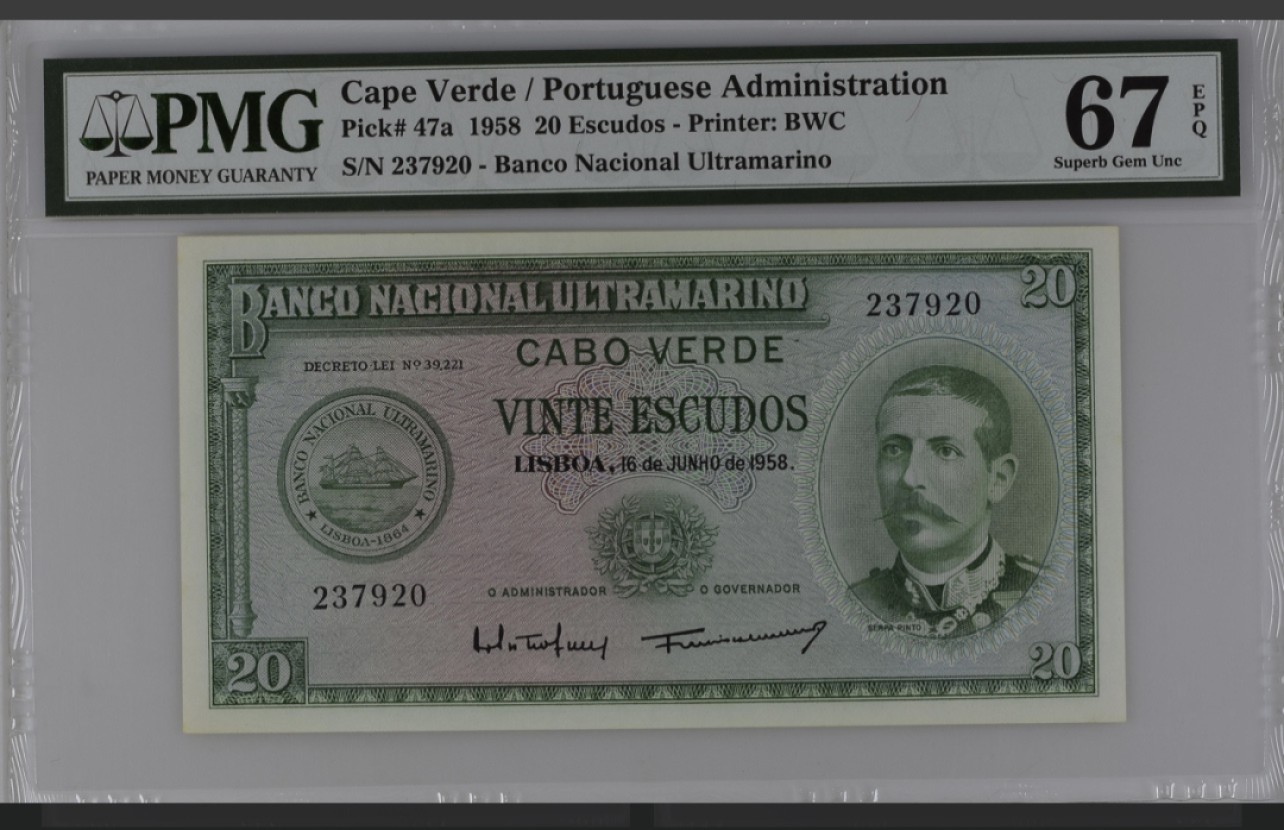 PMG
PAPER MONEY GUARANTY
Cape Verde / Portuguese Administration
Pick# 47a 1958 20 Escudos - Printer: BWC
S/N 237920 - Banco Nacional Ultramarino
67
EPQ
Superb Gem Unc
BANCO NACIONAL ULTRAMARINO
237920
20
CABO VERDE
DECRETO LEI Nº 39,221
VINTE ESCUDOS
LISBOA, 16 de JUNHO de 1958.
BANCO NACIONAL ULTRAMARINO
LISBOA-1864
237920
O ADMINISTRADOR
O GOVERNADOR
SERPA PINTO
20
20